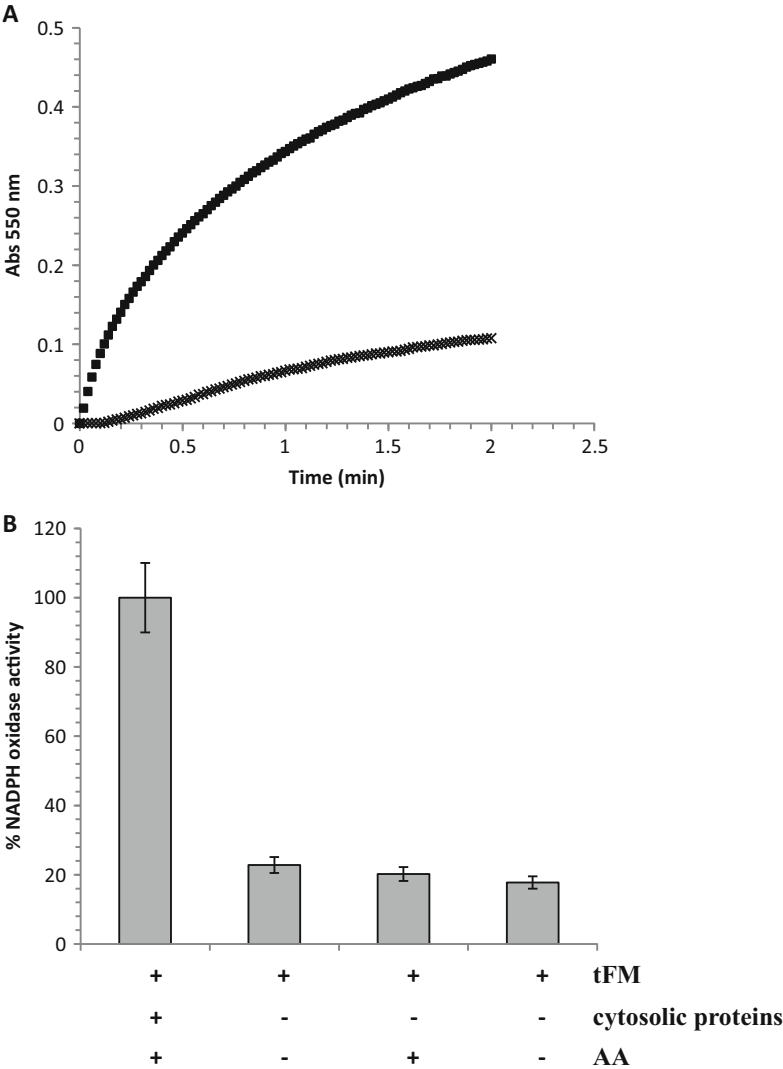 A
0.5
0.4
0.3
0.2
0.1
0
Abs 550 nm
0 0.5 1 1.5 2 2.5
Time (min)
B
120
100
80
60
40
20
0
% NADPH oxidase activity
+ + + + tFM
+ - - - cytosolic proteins
+ - + - AA